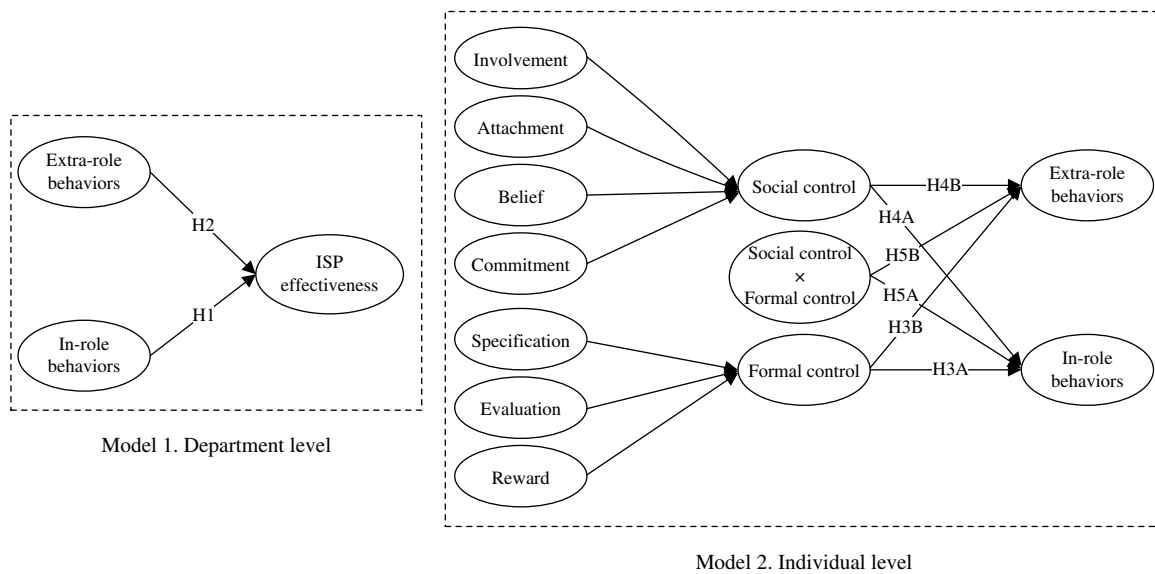 Extra-role
behaviors
H2
ISP
effectiveness
H1
In-role
behaviors
Model 1. Department level
Involvement
Attachment
Belief
Commitment
Specification
Evaluation
Reward
Social control
Social control
×
Formal control
Formal control
H4B
H4A
H5B
H5A
H3B
H3A
Extra-role
behaviors
In-role
behaviors
Model 2. Individual level